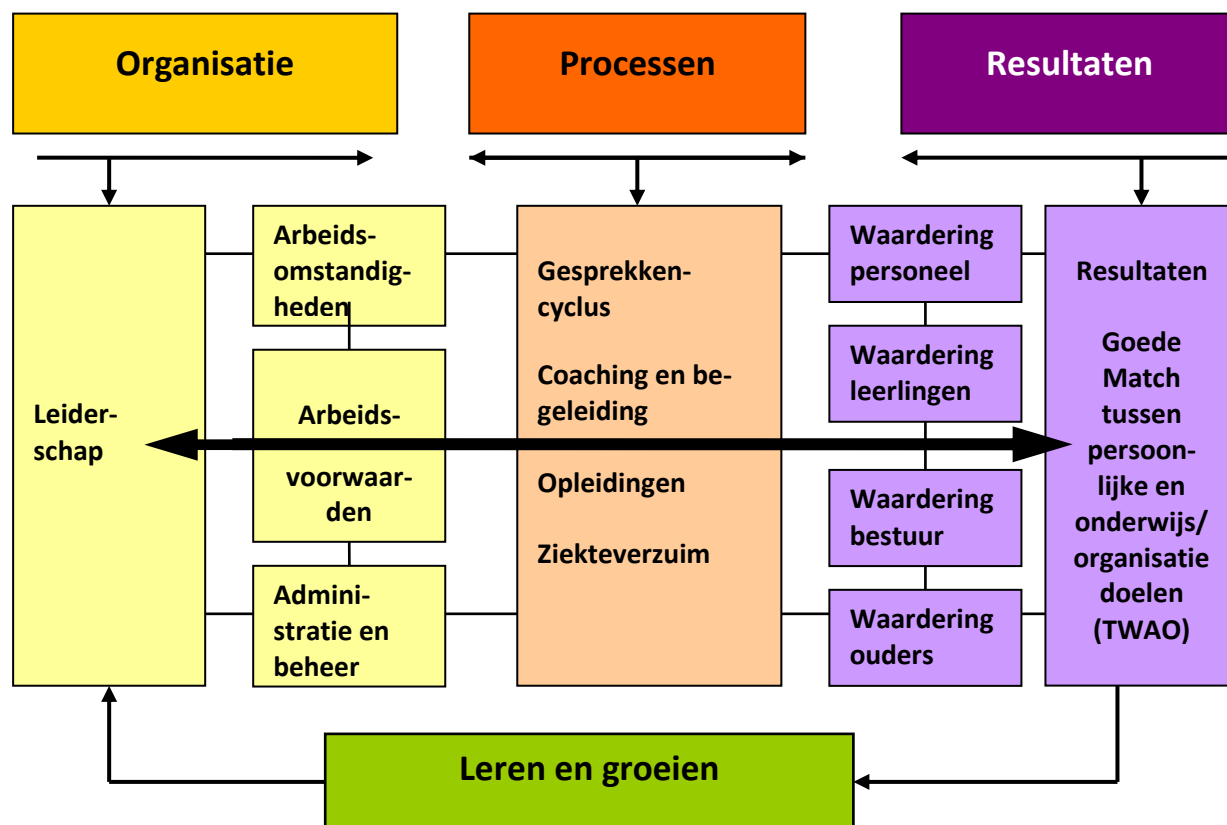 Organisatie
Processen
Resultaten
Leider-
schap
Arbeids-
omstandig-
heden
Arbeids-
voorwaar-
den
Admini-
stratie en
beheer
Gesprekken-
cyclus
Coaching en be-
geleiding
Opleidingen
Ziekteverzuim
Waardering
personeel
Waardering
leerlingen
Waardering
bestuur
Waardering
ouders
Resultaten
Goede
Match
tussen
persoon-
lijke en
onderwijs/
organisatie
doelen
(TWAO)
Leren en groeien